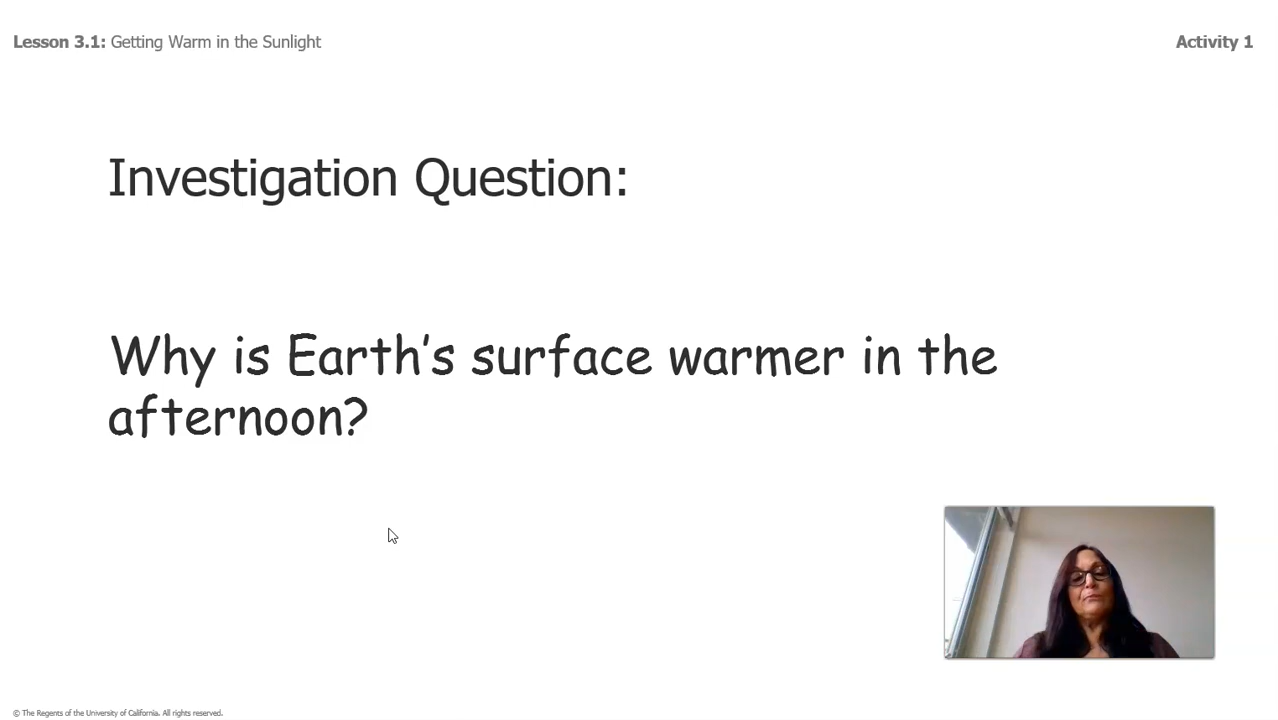 Lesson 3.1: Getting Warm in the Sunlight
Activity 1
Investigation Question:
Why is Earth's surface warmer in the
afternoon?
© The Regents of the University of California. All rights reserved.